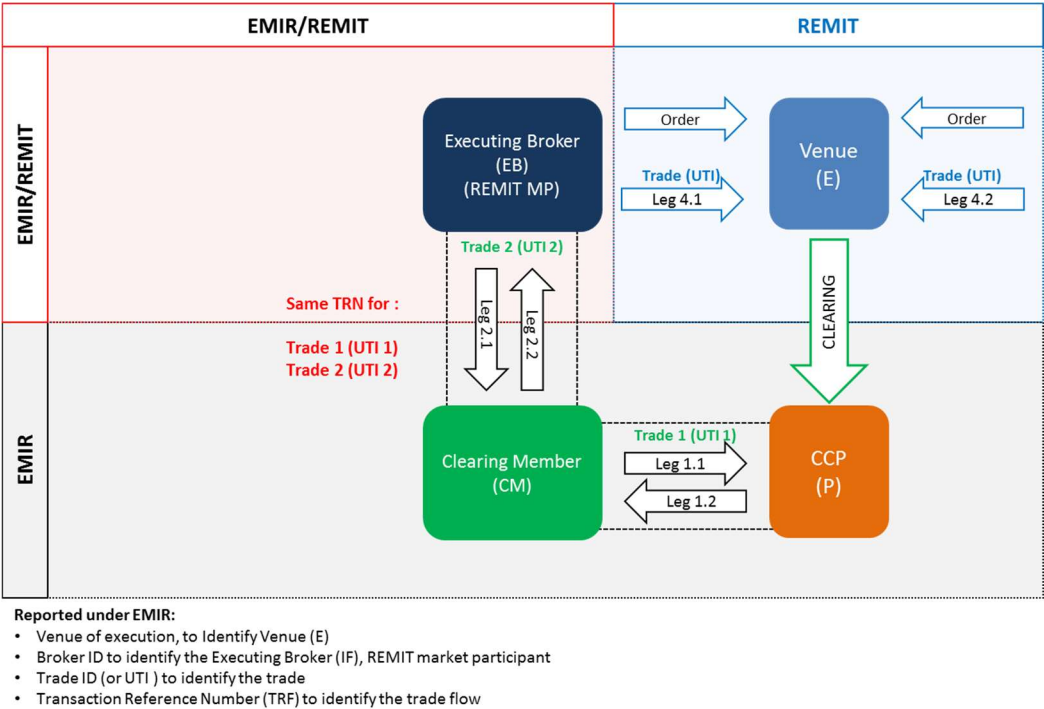 EMIR/REMIT
REMIT
EMIR/REMIT
Executing Broker
(EB)
(REMIT MP)
Order
Venue
(E)
Order
Trade (UTI)
Leg 4.1
Trade (UTI)
Leg 4.2
Trade 2 (UTI 2)
Leg 2.1
Leg 2.2
CLEARING
Same TRN for :
Trade 1 (UTI 1)
Trade 2 (UTI 2)
EMIR
Clearing Member
(CM)
Trade 1 (UTI 1)
Leg 1.1
Leg 1.2
CCP
(P)
Reported under EMIR:
• Venue of execution, to Identify Venue (E)
• Broker ID to identify the Executing Broker (IF), REMIT market participant
• Trade ID (or UTI ) to identify the trade
• Transaction Reference Number (TRF) to identify the trade flow